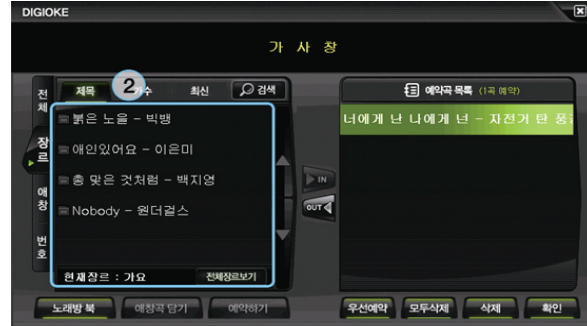 DIGIOKE
가 사 창
전체
장르
애창
번호
제목
2
수
최신
검색
붉은 노을 – 빅뱅
애인있어요 – 이은미
총 맞은 것처럼 – 백지영
Nobody – 원더걸스
현재장르 : 가요
전체장르보기
IN
OUT
예약곡 목록 (1곡 예약)
너에게 난 나에게 넌 – 자전거 탄 풍
노래방 북
애창곡 담기
예약하기
우선예약
모두삭제
삭제
확인